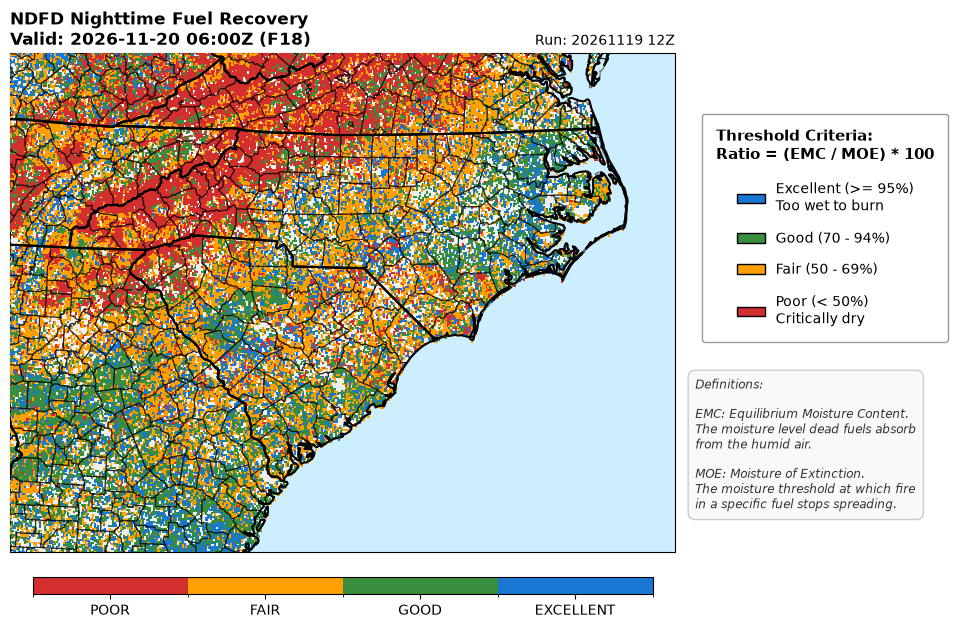 NDFD Nighttime Fuel Recovery
Valid: 2026-11-20 06:00Z (F18)
Run: 20261119 12Z
Threshold Criteria:
Ratio = (EMC / MOE) * 100
Excellent (>= 95%)
Too wet to burn
Good (70 - 94%)
Fair (50 - 69%)
Poor (< 50%)
Critically dry
Definitions:
EMC: Equilibrium Moisture Content.
The moisture level dead fuels absorb
from the humid air.
MOE: Moisture of Extinction.
The moisture threshold at which fire
in a specific fuel stops spreading.
POOR
FAIR
GOOD
EXCELLENT